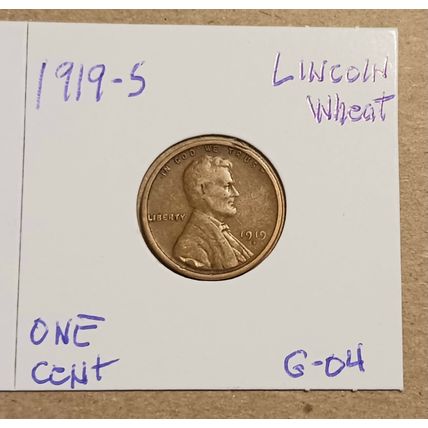 1919-S
LINCOLN
Wheat
IN GOD WE TRUST
LIBERTY
1919
S
ONE
CENT
G-04